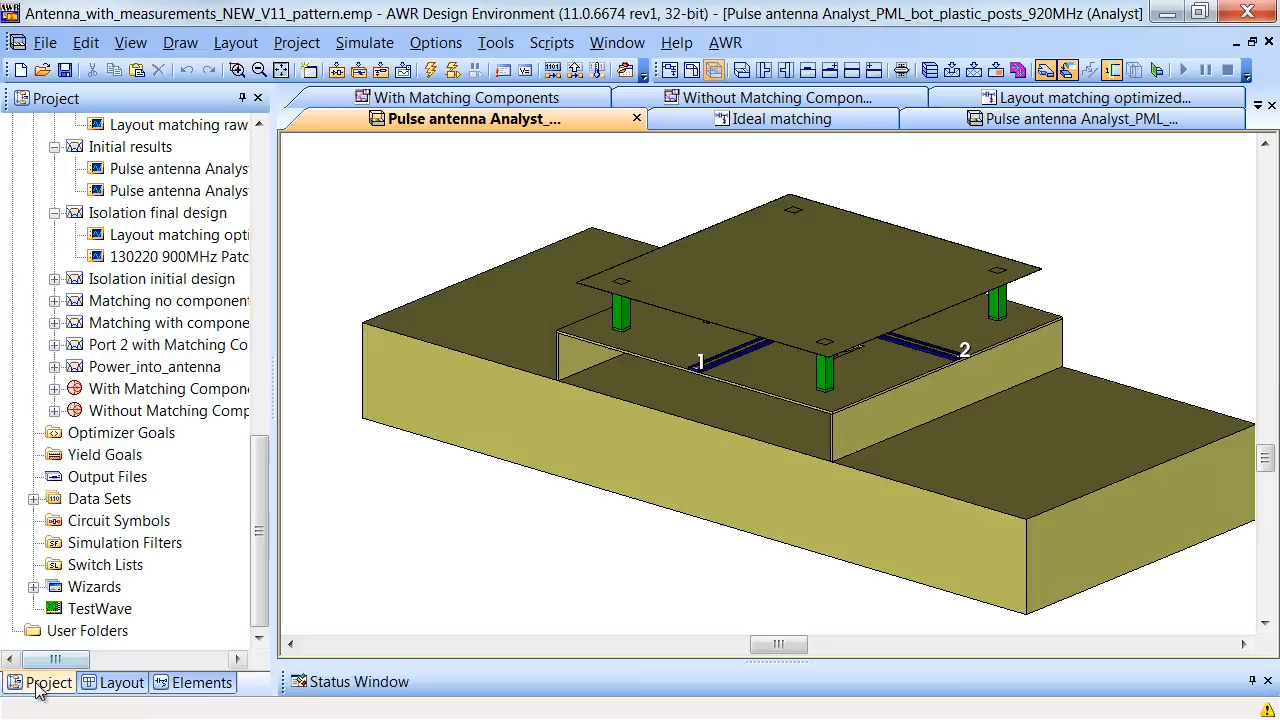 Antenna_with_measurements_NEW_V11_pattern.emp - AWR Design Environment (11.0.6674 rev1, 32-bit) - [Pulse antenna Analyst_PML_bot_plastic_posts_920MHz (Analyst)]
File Edit View Draw Layout Project Simulate Options Tools Scripts Window Help AWR
Project
With Matching Components
Without Matching Compon...
Layout matching optimized...
Pulse antenna Analyst_...
Ideal matching
Pulse antenna Analyst_PML_...
Layout matching raw
Initial results
Pulse antenna Analys
Pulse antenna Analys
Isolation final design
Layout matching opti
130220 900MHz Patc
Isolation initial design
Matching no component
Matching with compone
Port 2 with Matching Co
Power_into_antenna
With Matching Compone
Without Matching Comp
Optimizer Goals
Yield Goals
Output Files
Data Sets
Circuit Symbols
Simulation Filters
Switch Lists
Wizards
TestWave
User Folders
1
2
Project
Layout
Elements
Status Window